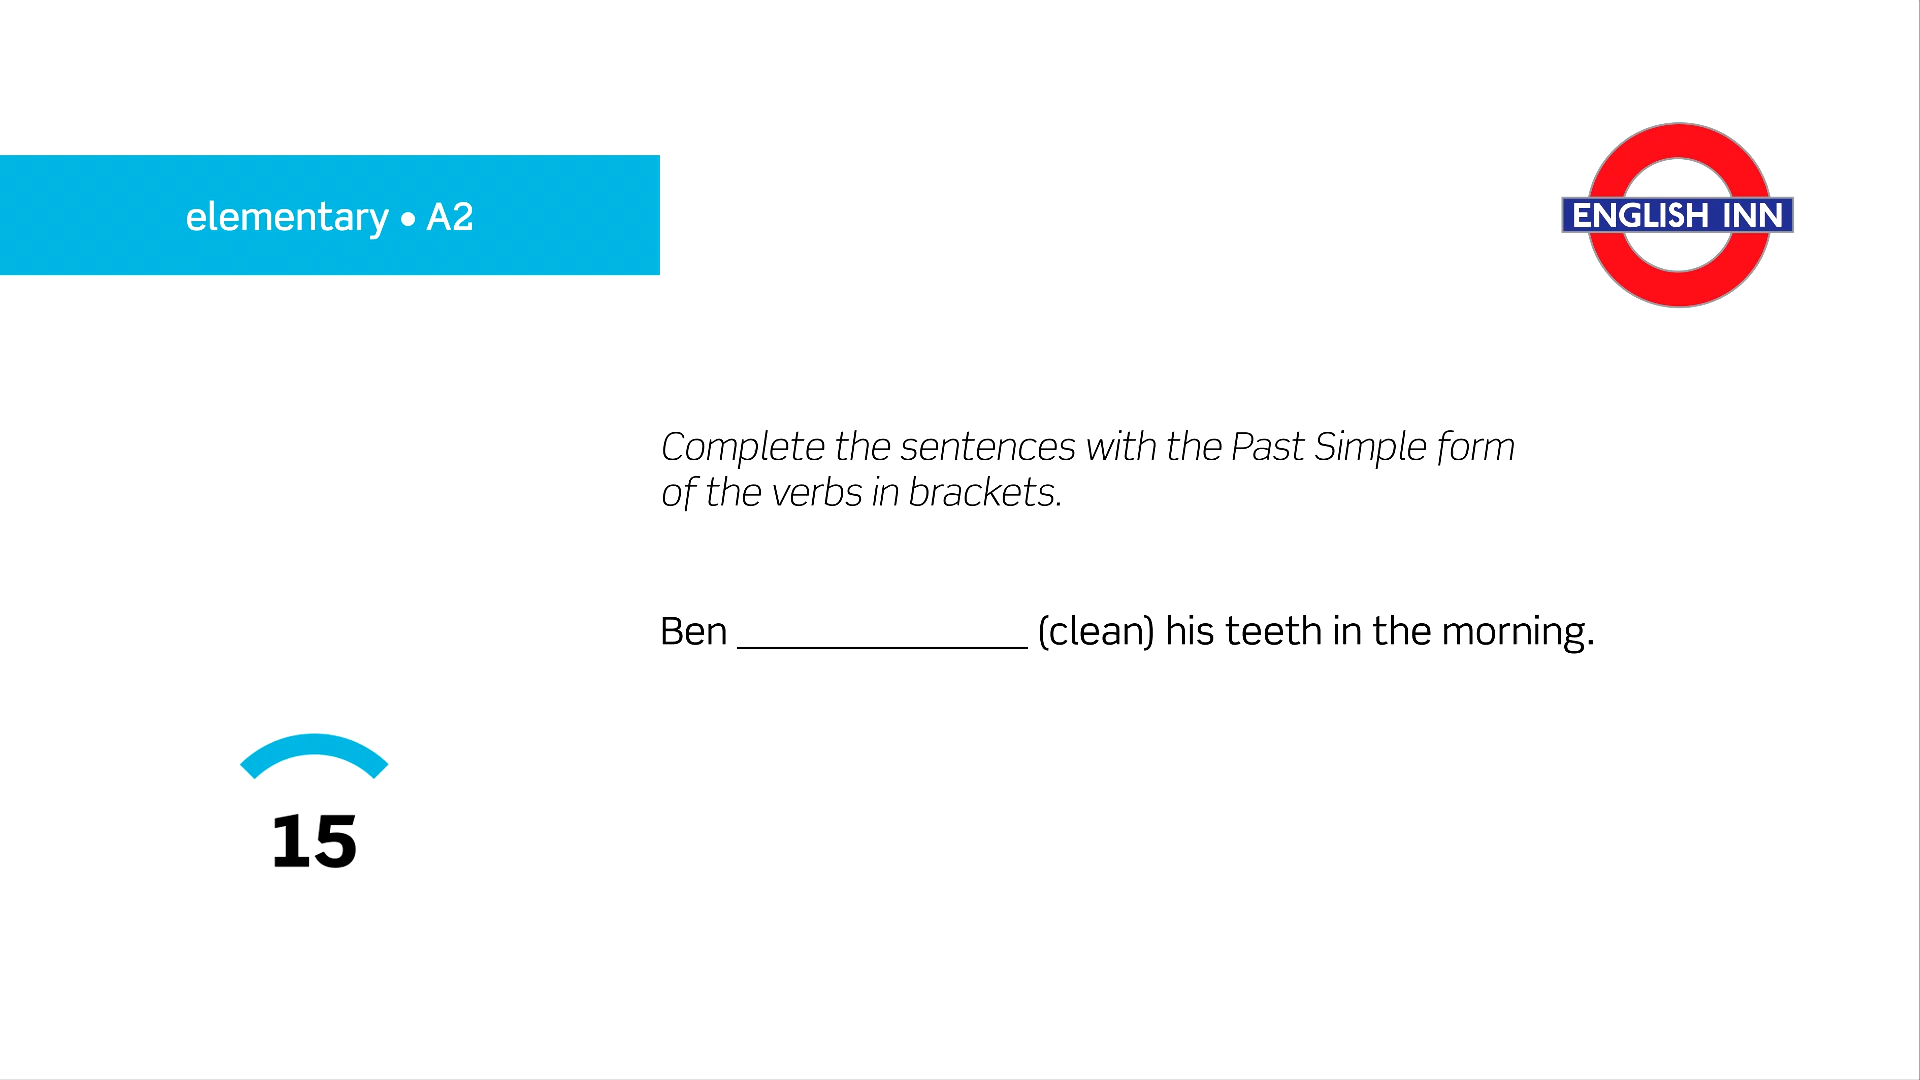 elementary • A2
ENGLISH INN
Complete the sentences with the Past Simple form
of the verbs in brackets.
Ben ______________ (clean) his teeth in the morning.
15